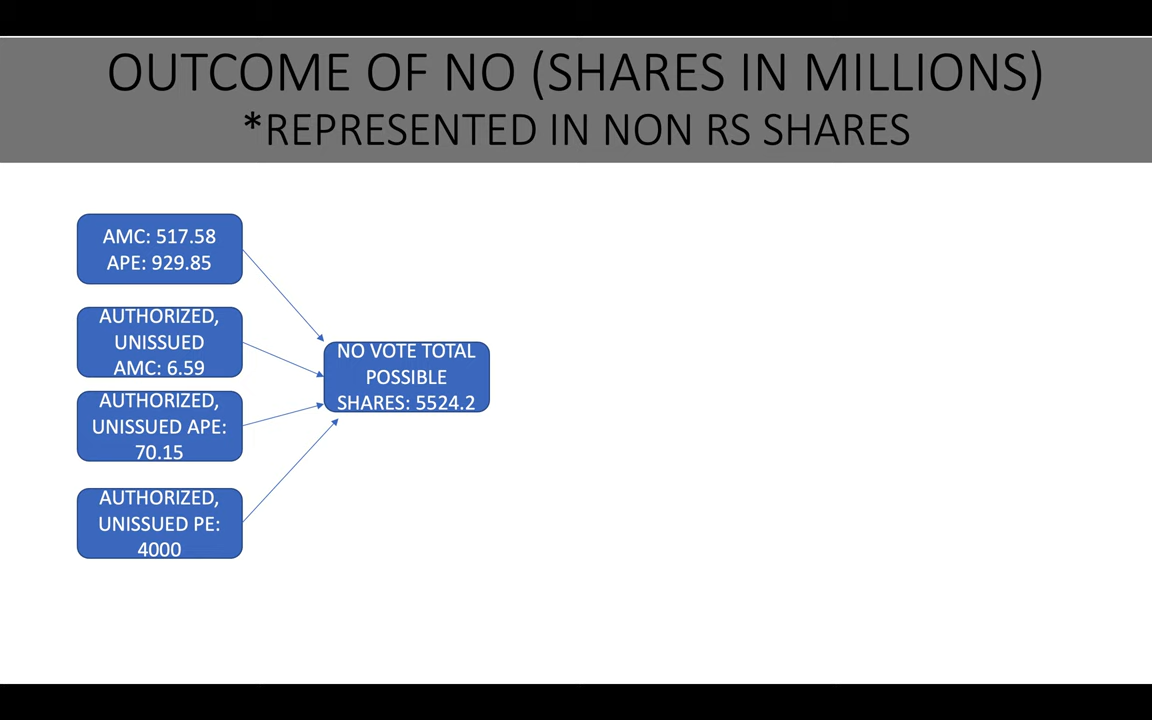 OUTCOME OF NO (SHARES IN MILLIONS)
*REPRESENTED IN NON RS SHARES
AMC: 517.58
APE: 929.85
AUTHORIZED,
UNISSUED
AMC: 6.59
AUTHORIZED,
UNISSUED APE:
70.15
AUTHORIZED,
UNISSUED PE:
4000
NO VOTE TOTAL
POSSIBLE
SHARES: 5524.2